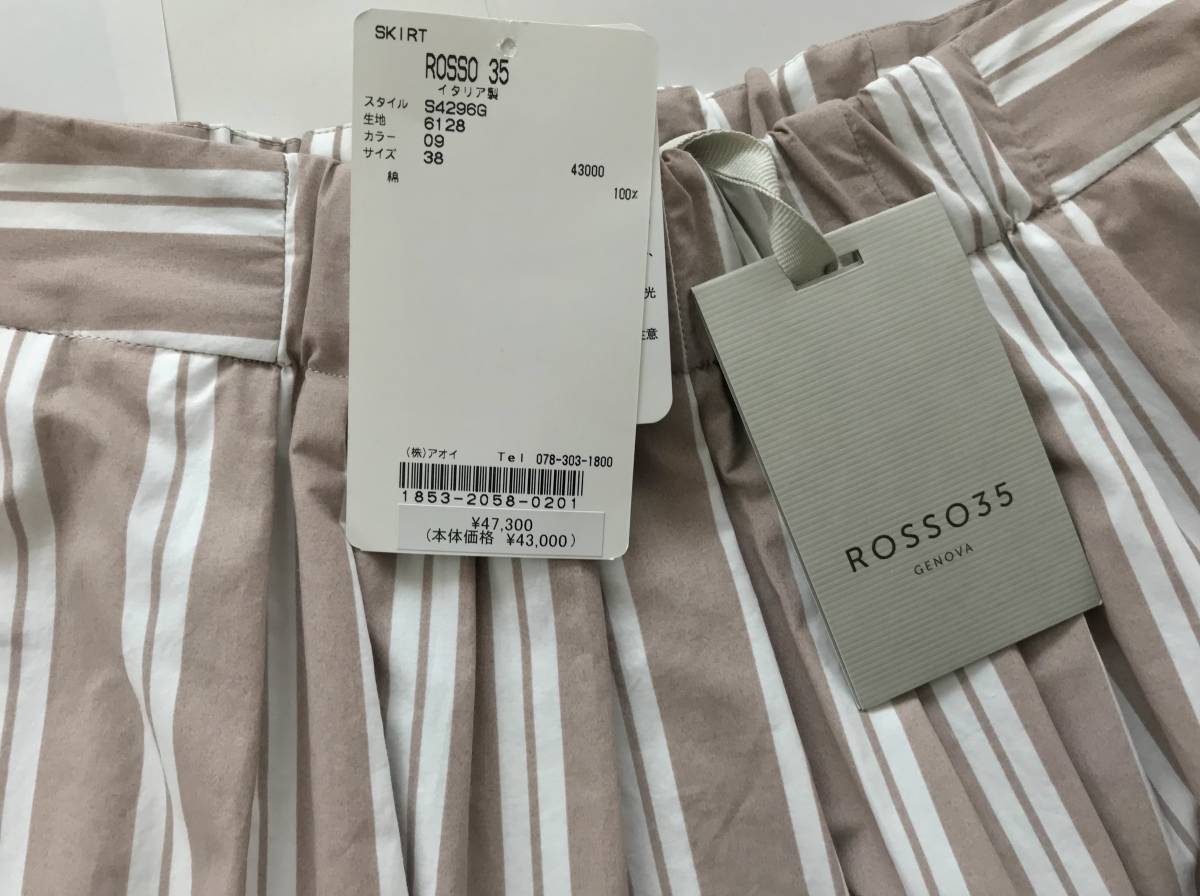 SKIRT
ROSSO 35
イタリア製
スタイル S4296G
生地 6128
カラー 09
サイズ 38
43000
綿 100%
光
注意
(株)アオイ Tel 078-303-1800
1853-2058-0201
¥47,300
(本体価格 ¥43,000)
ROSSO35
GENOVA